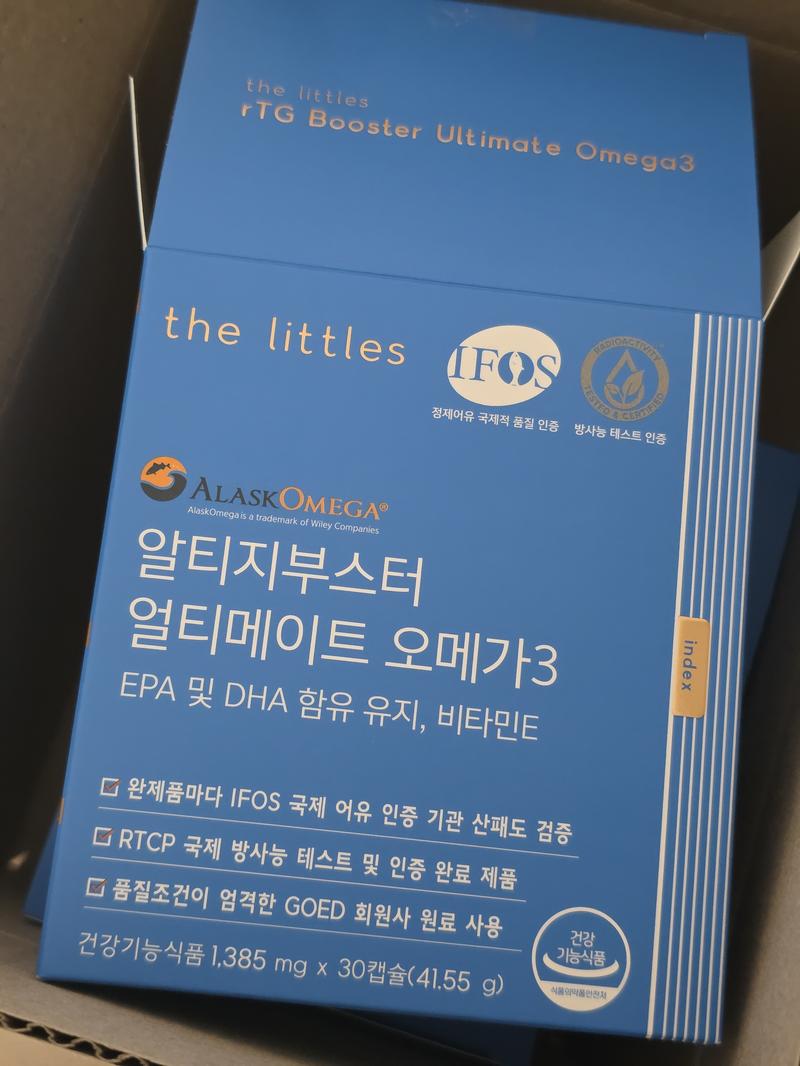 the littles
rTG Booster Ultimate Omega3
the littles
IFOS
정제어유 국제적 품질 인증
RADIOACTIVITY
TESTED & CERTIFIED
방사능 테스트 인증
ALASKOMEGA®
AlaskOmega is a trademark of Wiley Companies
알티지부스터
얼티메이트 오메가3
EPA 및 DHA 함유 유지, 비타민E
index
완제품마다 IFOS 국제 어유 인증 기관 산패도 검증
RTCP 국제 방사능 테스트 및 인증 완료 제품
품질조건이 엄격한 GOED 회원사 원료 사용
건강기능식품 1,385 mg x 30캡슐(41.55 g)
건강
기능식품
식품의약품안전처